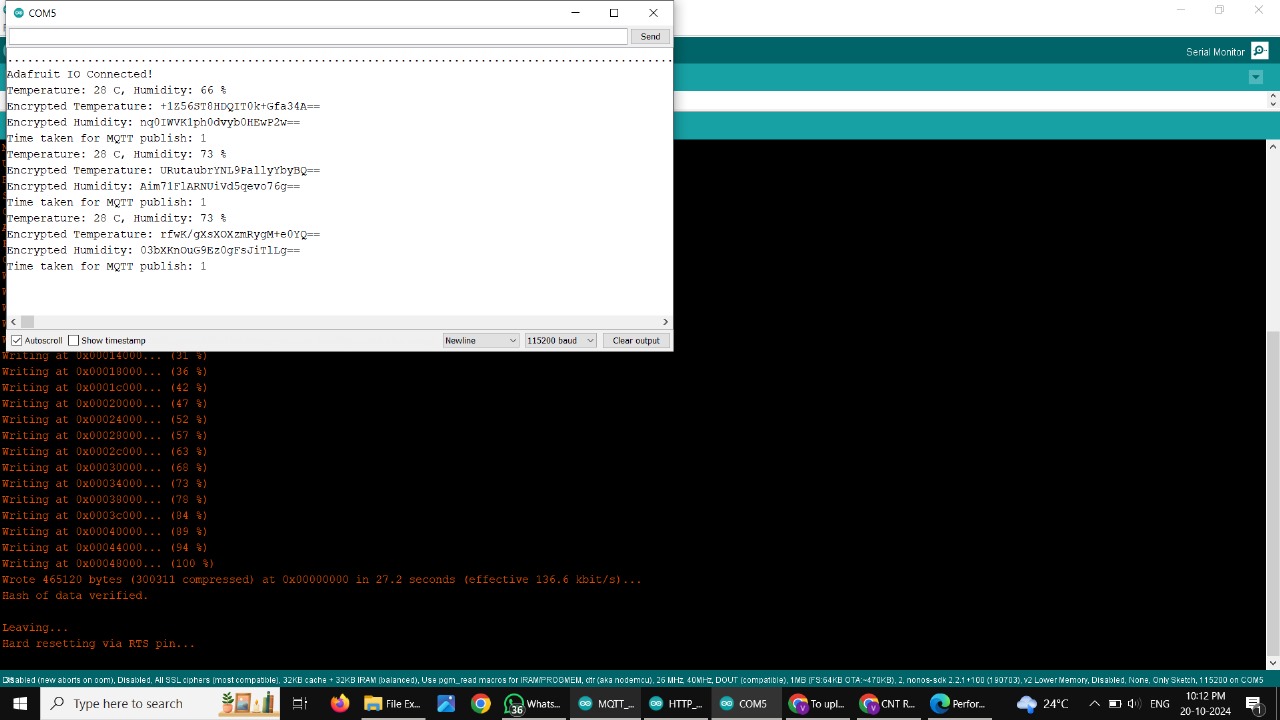 COM5
Send
Serial Monitor
................................................................................
Adafruit IO Connected!
Temperature: 28 C, Humidity: 66 %
Encrypted Temperature: +1Z56ST8HDQIT0k+Gfa34A==
Encrypted Humidity: nq0IWVK1ph0dvyb0HEwP2w==
Time taken for MQTT publish: 1
Temperature: 28 C, Humidity: 73 %
Encrypted Temperature: URutaubrYNL9PallyYbyBQ==
Encrypted Humidity: Aim71FlARNUiVd5qevo76g==
Time taken for MQTT publish: 1
Temperature: 28 C, Humidity: 73 %
Encrypted Temperature: rfwK/gXsXOXzmRygM+e0YQ==
Encrypted Humidity: 03bXKnOuG9Ez0gFsJiTlLg==
Time taken for MQTT publish: 1
Autoscroll Show timestamp Newline 115200 baud Clear output
Writing at 0x00014000... (31 %)
Writing at 0x00018000... (36 %)
Writing at 0x0001c000... (42 %)
Writing at 0x00020000... (47 %)
Writing at 0x00024000... (52 %)
Writing at 0x00028000... (57 %)
Writing at 0x0002c000... (63 %)
Writing at 0x00030000... (68 %)
Writing at 0x00034000... (73 %)
Writing at 0x00038000... (78 %)
Writing at 0x0003c000... (84 %)
Writing at 0x00040000... (89 %)
Writing at 0x00044000... (94 %)
Writing at 0x00048000... (100 %)
Wrote 465120 bytes (300311 compressed) at 0x00000000 in 27.2 seconds (effective 136.6 kbit/s)...
Hash of data verified.
Leaving...
Hard resetting via RTS pin...
(new aborts on oom), Disabled, All SSL ciphers (most compatible), 32KB cache + 32KB IRAM (balanced), Use pgm_read macros for IRAM/PROGMEM, dtr (aka nodemcu), 26 MHz, 40MHz, DOUT (compatible), 1MB (FS:64KB OTA:~470KB), 2, nonos-sdk 2.2.1+100 (190703), v2 Lower Memory, Disabled, None, Only Sketch, 115200 on COM5
Type here to search File Ex... Whats... 36 MQTT_... HTTP_... COM5 To upl... CNT R... Perfor... 24°C ENG 10:12 PM
20-10-2024 1